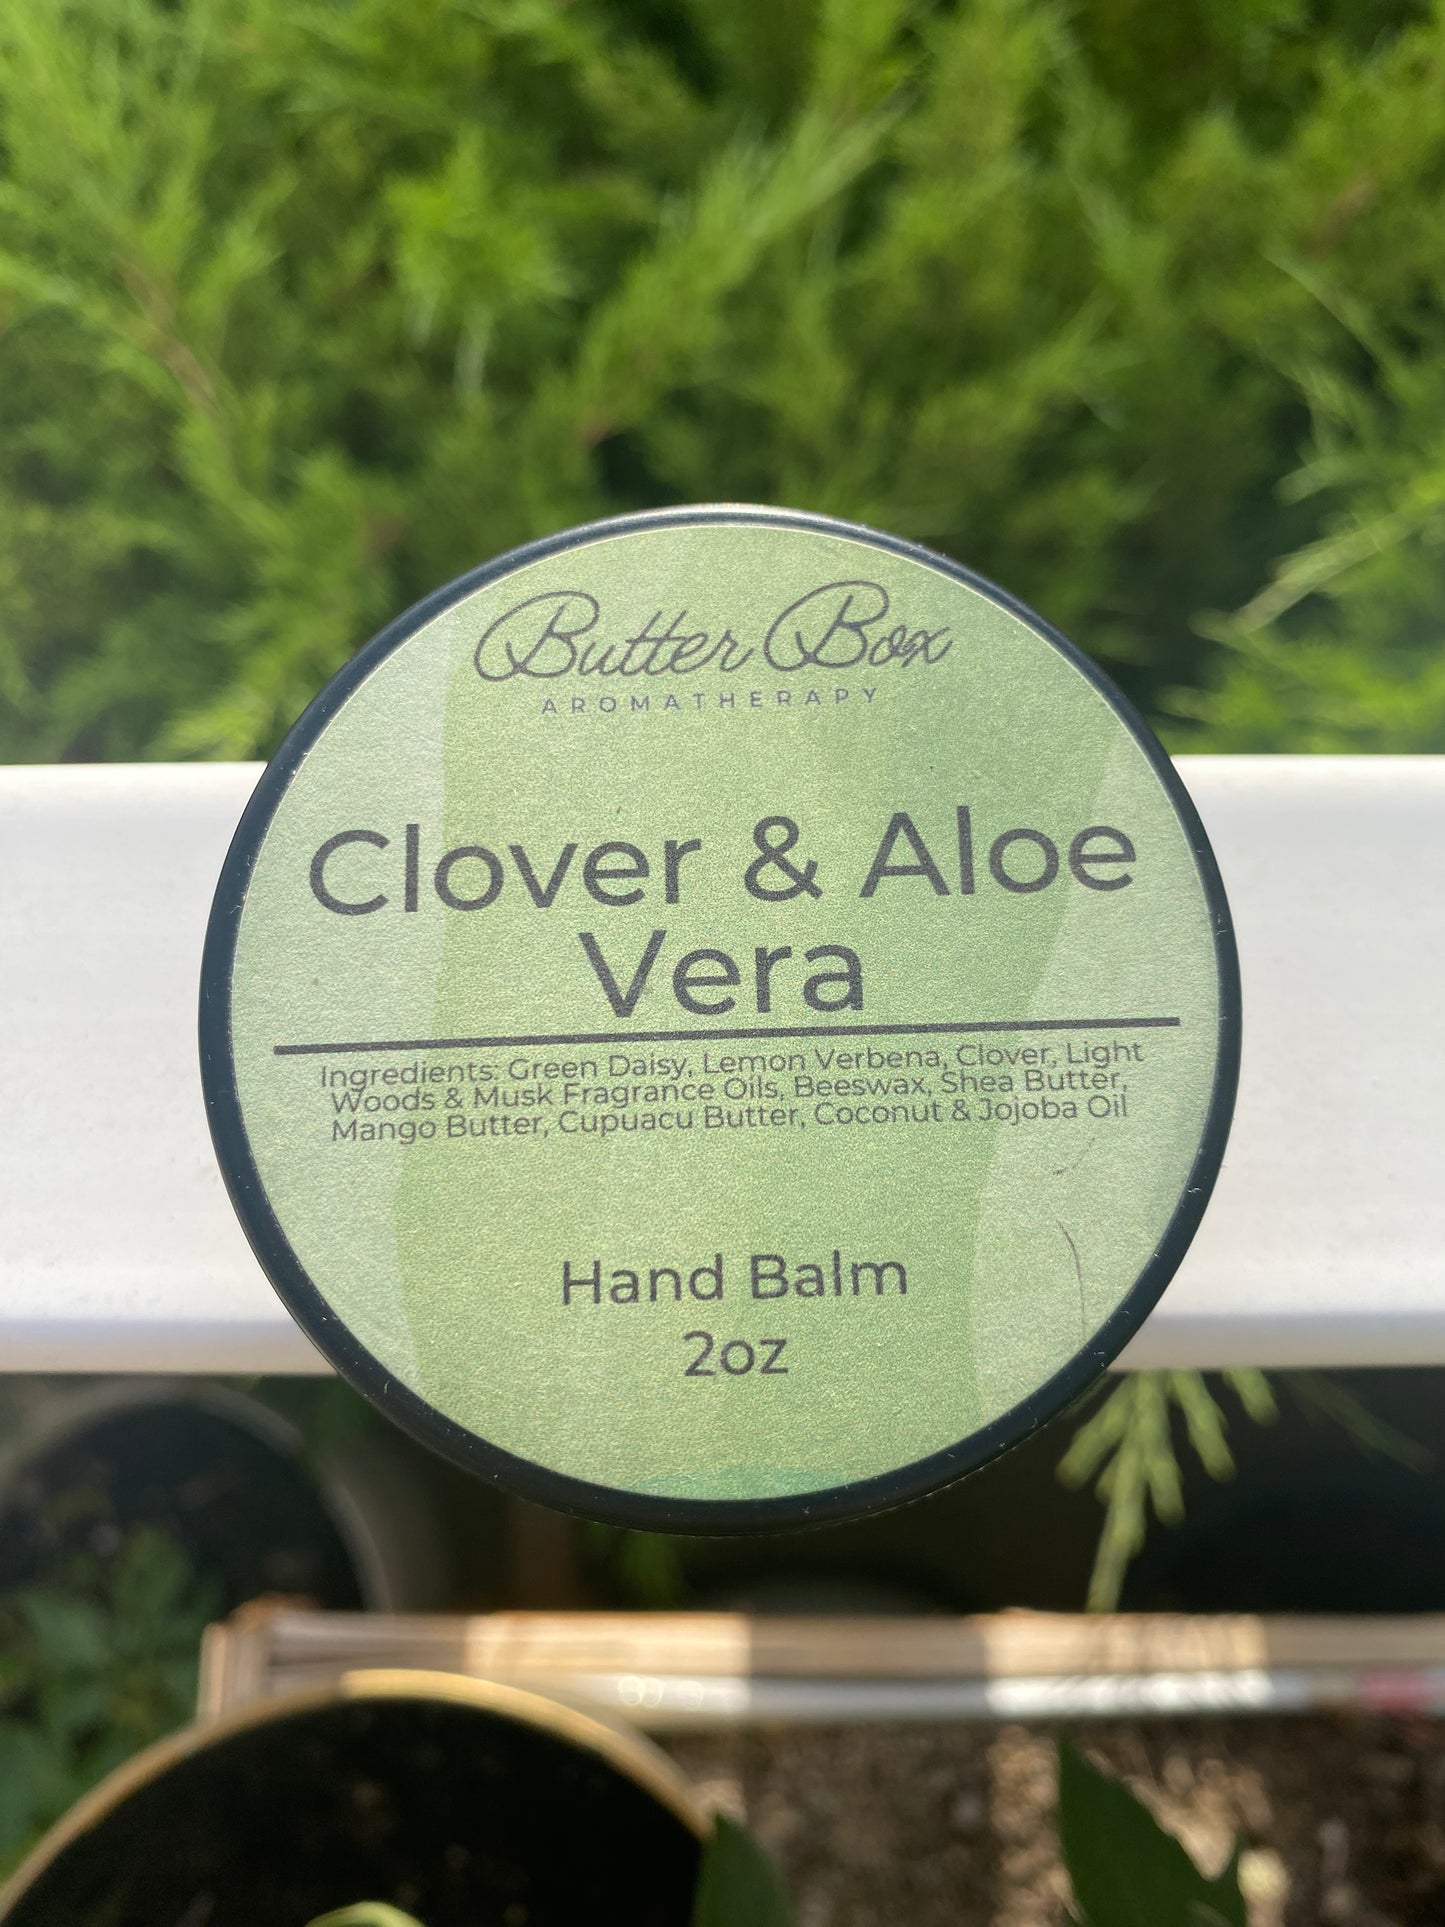 Butter Box
AROMATHERAPY
Clover & Aloe
Vera
Ingredients: Green Daisy, Lemon Verbena, Clover, Light
Woods & Musk Fragrance Oils, Beeswax, Shea Butter,
Mango Butter, Cupuacu Butter, Coconut & Jojoba Oil
Hand Balm
2oz